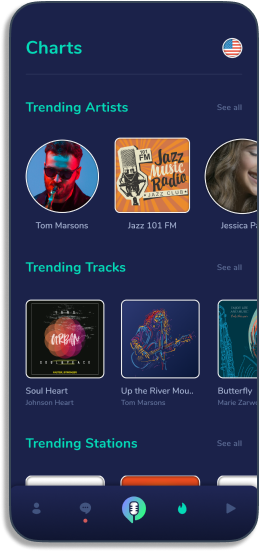 Charts
Trending Artists See all
101 FM
Jazz Music Radio
JAZZ CLUB
Tom Marsons Jazz 101 FM Jessica Pa
Trending Tracks See all
URBAN
Soul Heart Up the River Mou.. Butterfly
Johnson Heart Tom Marsons Marie Zarw
Trending Stations See all